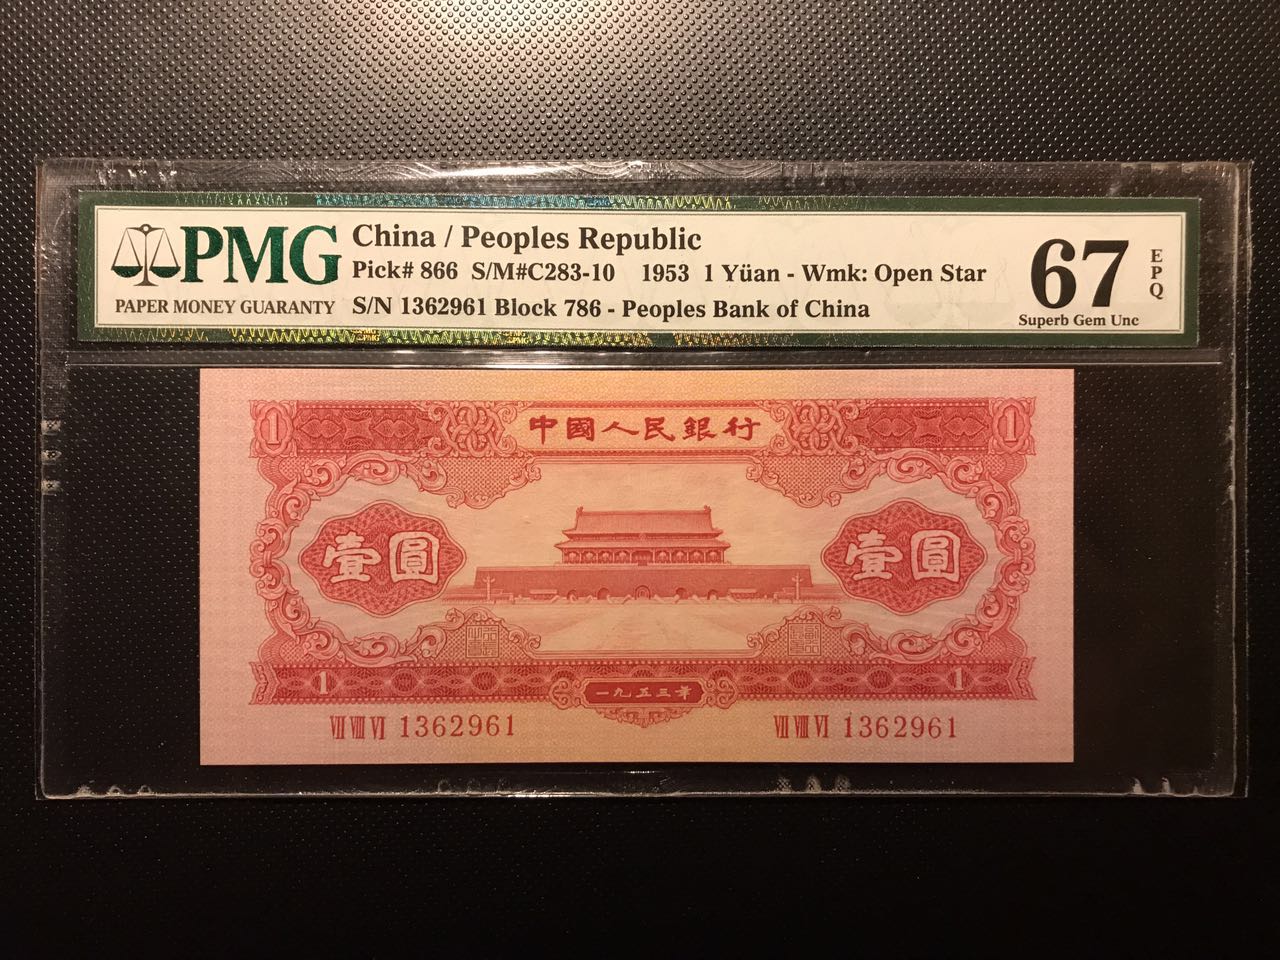 PMG
PAPER MONEY GUARANTY
China / Peoples Republic
Pick# 866 S/M#C283-10 1953 1 Yüan - Wmk: Open Star
S/N 1362961 Block 786 - Peoples Bank of China
67
EPQ
Superb Gem Unc
1 中國人民銀行 1
壹圓 壹圓
1 一九五三年 1
VII VIII VI 1362961 VII VIII VI 1362961